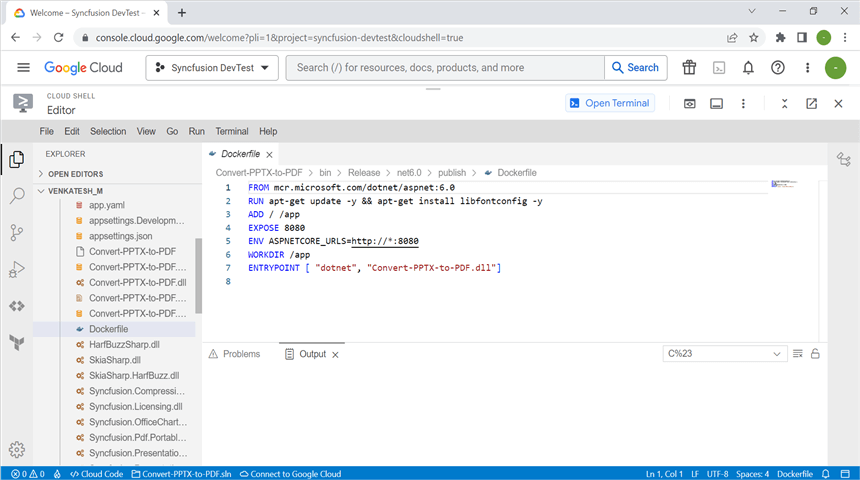 Welcome – Syncfusion DevTest –
console.cloud.google.com/welcome?pli=1&project=syncfusion-devtest&cloudshell=true
Google Cloud
Syncfusion DevTest
Search (/) for resources, docs, products, and more
Search
CLOUD SHELL
Editor
Open Terminal
File Edit Selection View Go Run Terminal Help
EXPLORER
OPEN EDITORS
VENKATESH_M
app.yaml
appsettings.Developm...
appsettings.json
Convert-PPTX-to-PDF
Convert-PPTX-to-PDF....
Convert-PPTX-to-PDF.dll
Convert-PPTX-to-PDF....
Convert-PPTX-to-PDF....
Dockerfile
HarfBuzzSharp.dll
SkiaSharp.dll
SkiaSharp.HarfBuzz.dll
Syncfusion.Compressi...
Syncfusion.Licensing.dll
Syncfusion.OfficeChart...
Syncfusion.Pdf.Portabl...
Syncfusion.Presentatio...
Dockerfile
Convert-PPTX-to-PDF > bin > Release > net6.0 > publish > Dockerfile
1 FROM mcr.microsoft.com/dotnet/aspnet:6.0
2 RUN apt-get update -y && apt-get install libfontconfig -y
3 ADD / /app
4 EXPOSE 8080
5 ENV ASPNETCORE_URLS=http://*:8080
6 WORKDIR /app
7 ENTRYPOINT [ "dotnet", "Convert-PPTX-to-PDF.dll"]
8
Problems Output
C%23
0 0 Cloud Code Convert-PPTX-to-PDF.sln Connect to Google Cloud Ln 1, Col 1 LF UTF-8 Spaces: 4 Dockerfile